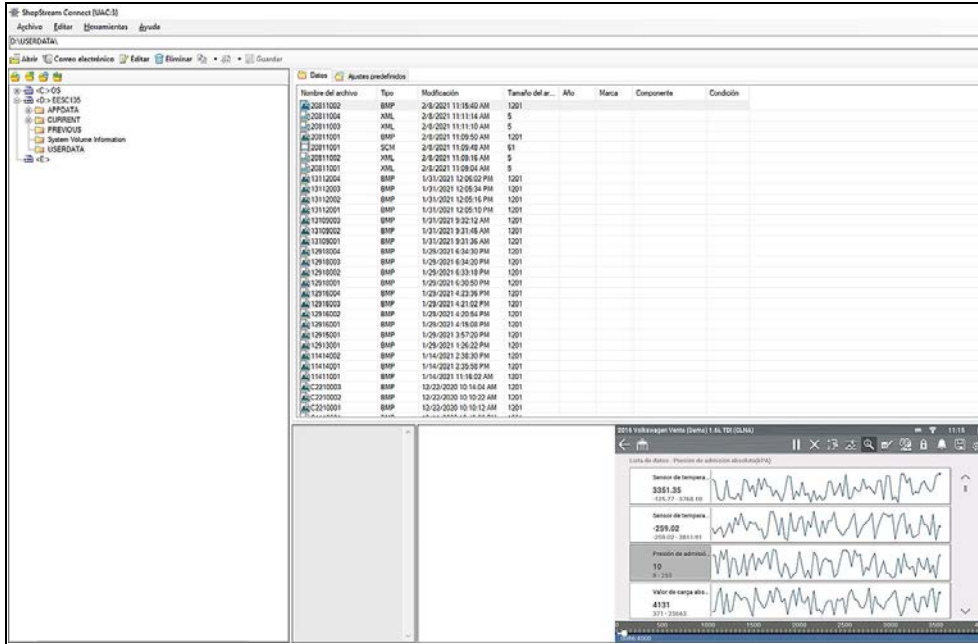 ShopStream Connect (UAC:3)
Archivo Editar Herramientas Ayuda
D:\USERDATA\
Abrir Correo electrónico Editar Eliminar Guardar
<C:> OS
<D:> EESC135
APPDATA
CURRENT
PREVIOUS
System Volume Information
USERDATA
<E:>
Datos Ajustes predefinidos
Nombre del archivo Tipo Modificación Tamaño del ar... Año Marca Componente Condición
20811002 BMP 2/8/2021 11:15:40 AM 1201
20811004 XML 2/8/2021 11:11:14 AM 5
20811003 XML 2/8/2021 11:11:10 AM 5
20811001 BMP 2/8/2021 11:09:50 AM 1201
20811001 SCM 2/8/2021 11:09:48 AM 61
20811002 XML 2/8/2021 11:09:16 AM 5
20811001 XML 2/8/2021 11:09:04 AM 5
13112004 BMP 1/31/2021 12:06:02 PM 1201
13112003 BMP 1/31/2021 12:05:34 PM 1201
13112002 BMP 1/31/2021 12:05:16 PM 1201
13112001 BMP 1/31/2021 12:05:10 PM 1201
13109003 BMP 1/31/2021 9:32:12 AM 1201
13109002 BMP 1/31/2021 9:31:46 AM 1201
13109001 BMP 1/31/2021 9:31:36 AM 1201
12918004 BMP 1/29/2021 6:34:30 PM 1201
12918003 BMP 1/29/2021 6:34:20 PM 1201
12918002 BMP 1/29/2021 6:33:18 PM 1201
12918001 BMP 1/29/2021 6:30:50 PM 1201
12916004 BMP 1/29/2021 4:23:36 PM 1201
12916003 BMP 1/29/2021 4:21:02 PM 1201
12916002 BMP 1/29/2021 4:20:54 PM 1201
12916001 BMP 1/29/2021 4:19:08 PM 1201
12915001 BMP 1/29/2021 3:57:20 PM 1201
12913001 BMP 1/29/2021 1:26:22 PM 1201
11414002 BMP 1/14/2021 2:38:30 PM 1201
11414001 BMP 1/14/2021 2:35:58 PM 1201
11411001 BMP 1/14/2021 11:16:02 AM 1201
C2210003 BMP 12/22/2020 10:14:04 AM 1201
C2210002 BMP 12/22/2020 10:10:22 AM 1201
C2210001 BMP 12/22/2020 10:10:12 AM 1201
2016 Volkswagen Vento (Demo) 1.6L TDI (CLNA) 11:15
Lista de datos : Presión de admisión absoluta(kPa)
Sensor de tempera...
3351.35
-125.77 - 3768.10
Sensor de tempera...
-259.02
-259.02 - 3811.91
Presión de admisió...
10
0 - 255
Valor de carga abs...
4131
371 - 25663
0 500 1000 1500 2000 2500 3000 3500